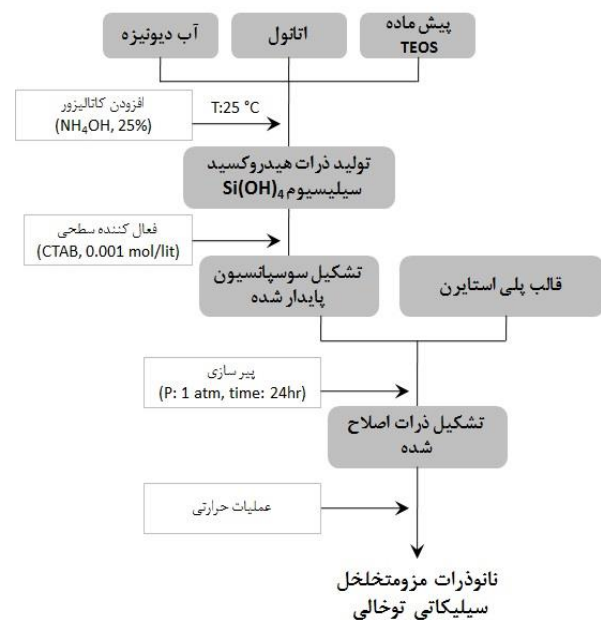 پیش ماده
TEOS
اتانول
آب دیونیزه
افزودن کاتالیزور
(NH₄OH, 25%)
T:25 °C
تولید ذرات هیدروکسید
سیلیسیوم Si(OH)₄
فعال کننده سطحی
(CTAB, 0.001 mol/lit)
تشکیل سوسپانسیون
پایدار شده
قالب پلی استایرن
پیر سازی
(P: 1 atm, time: 24hr)
تشکیل ذرات اصلاح
شده
عملیات حرارتی
نانوذرات مزومتخلخل
سیلیکاتی توخالی